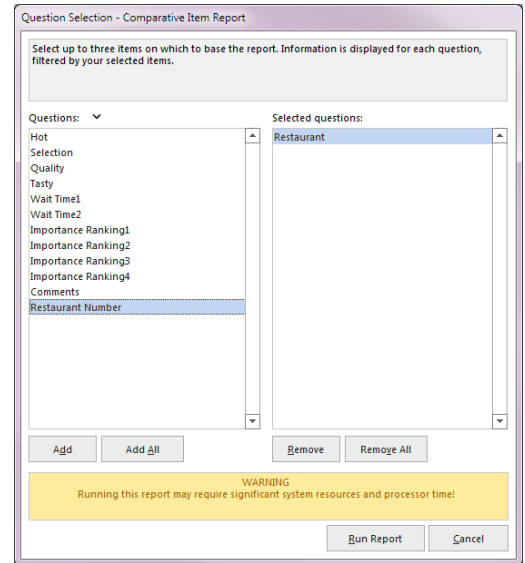 Question Selection - Comparative Item Report
Select up to three items on which to base the report. Information is displayed for each question,
filtered by your selected items.
Questions:
Hot
Selection
Quality
Tasty
Wait Time1
Wait Time2
Importance Ranking1
Importance Ranking2
Importance Ranking3
Importance Ranking4
Comments
Restaurant Number
Selected questions:
Restaurant
Add
Add All
Remove
Remove All
WARNING
Running this report may require significant system resources and processor time!
Run Report
Cancel